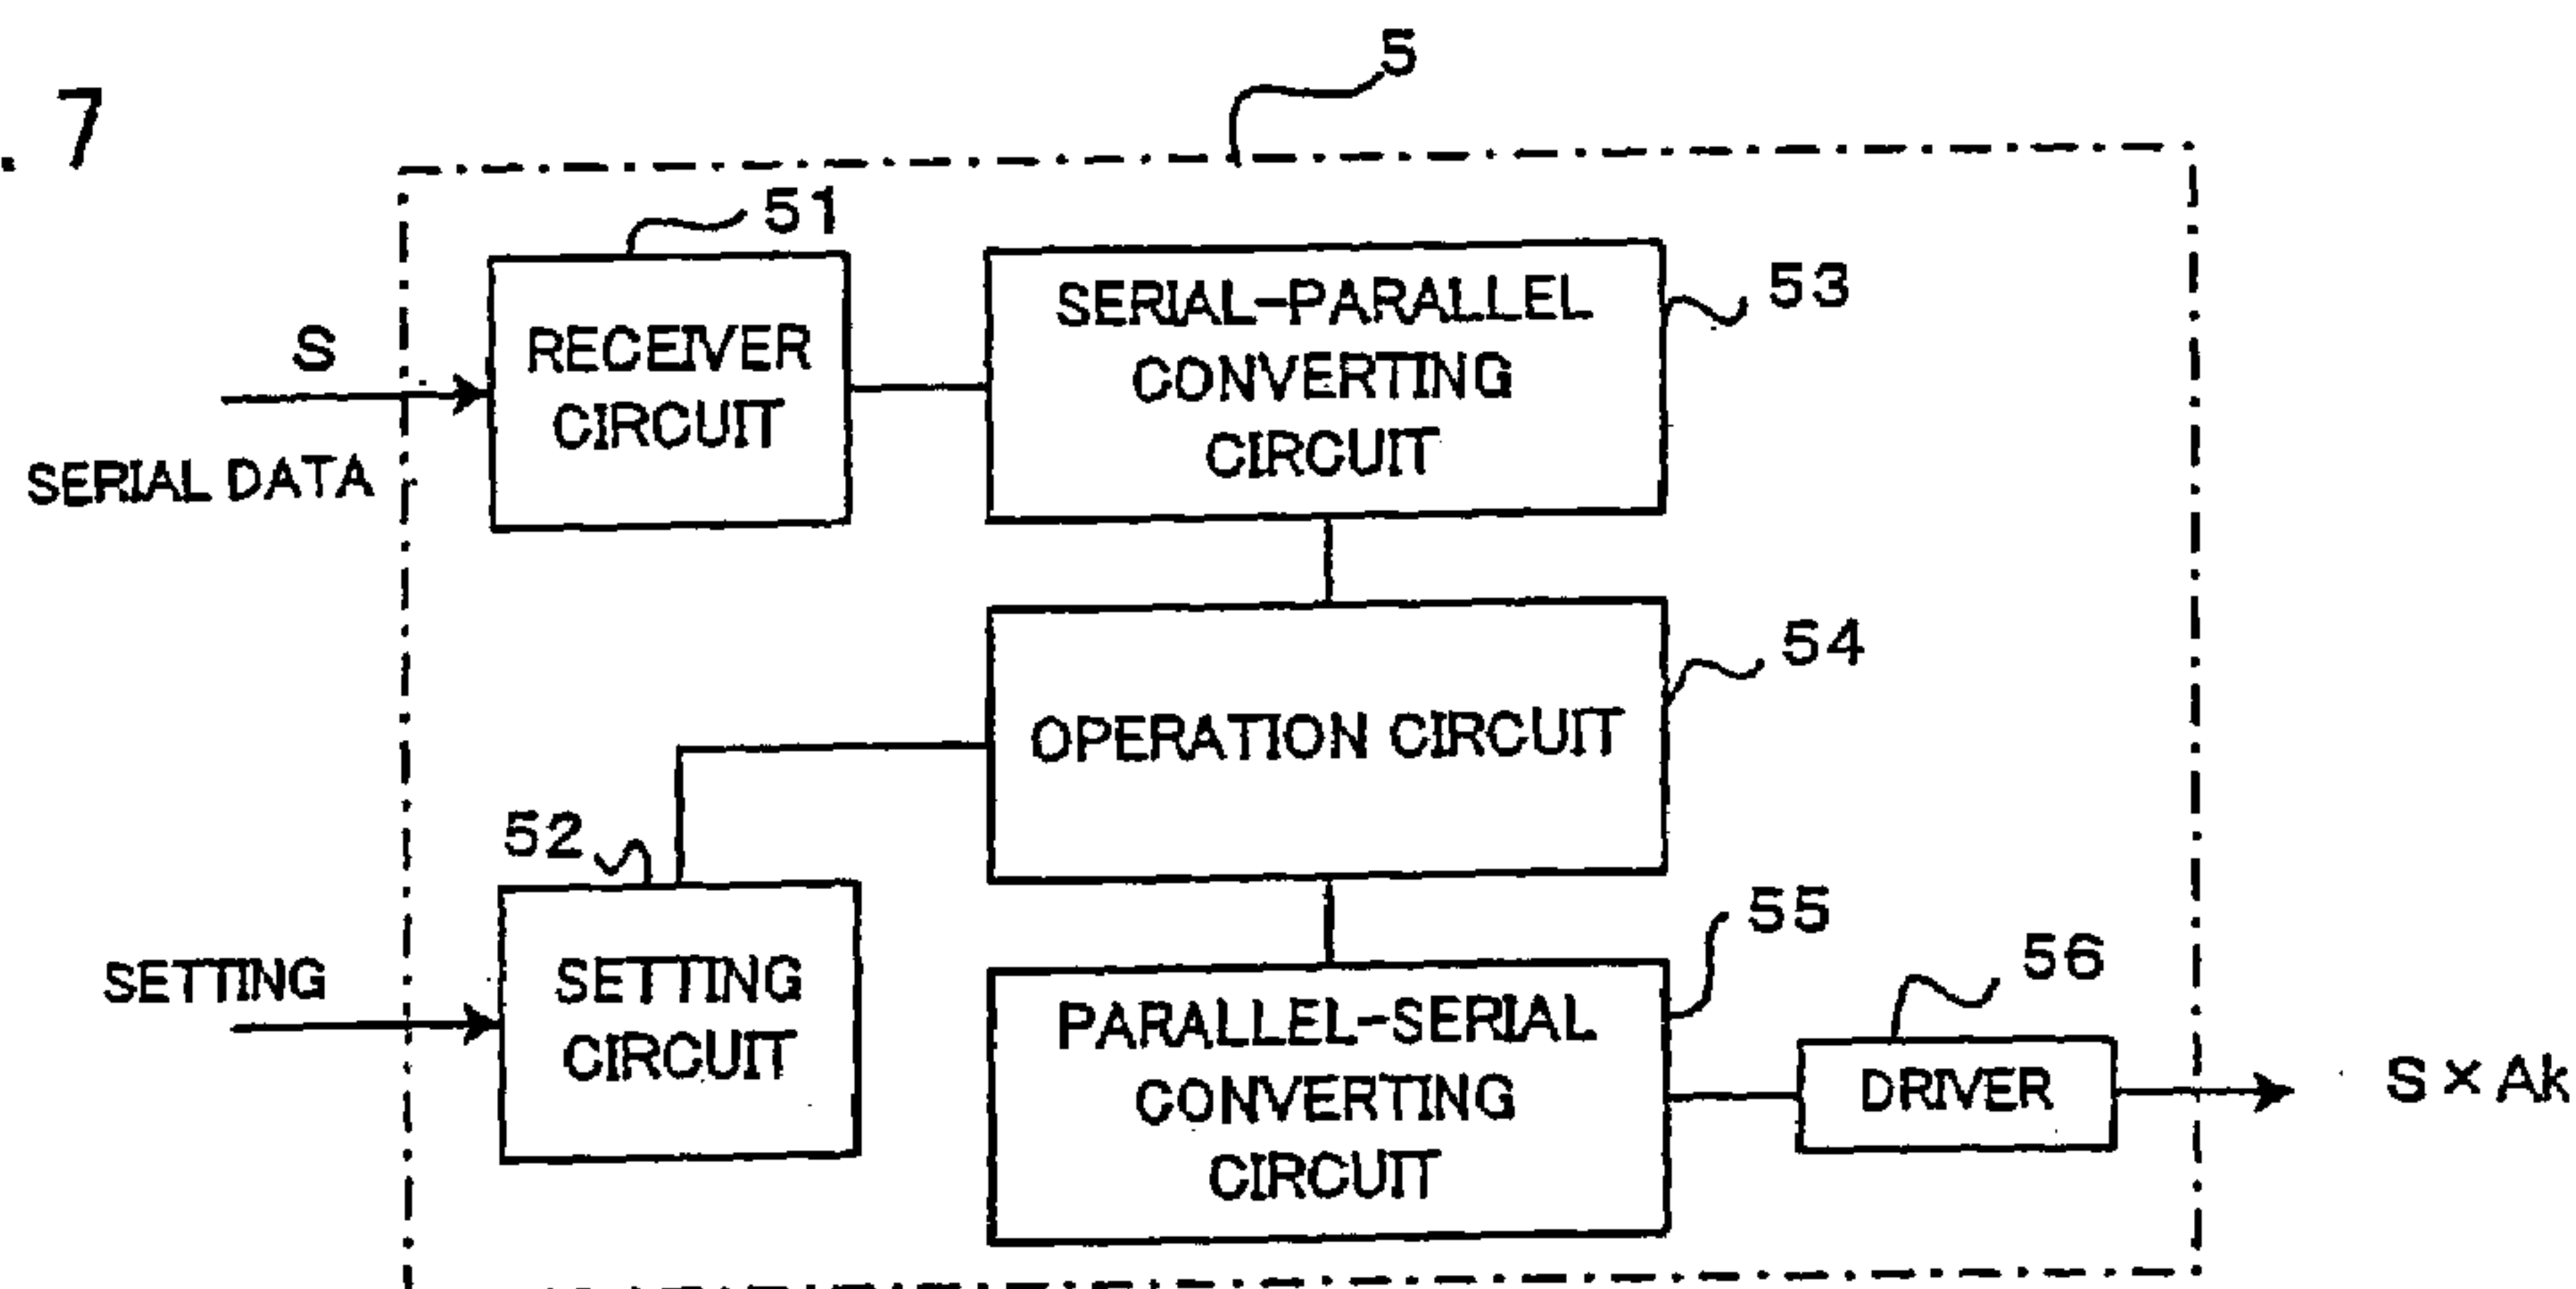 . 7
5
51
S
SERIAL DATA
RECEIVER
CIRCUIT
SERIAL-PARALLEL
CONVERTING
CIRCUIT
53
OPERATION CIRCUIT
54
52
SETTING
SETTING
CIRCUIT
PARALLEL-SERIAL
CONVERTING
CIRCUIT
55
56
DRIVER
S × Ak